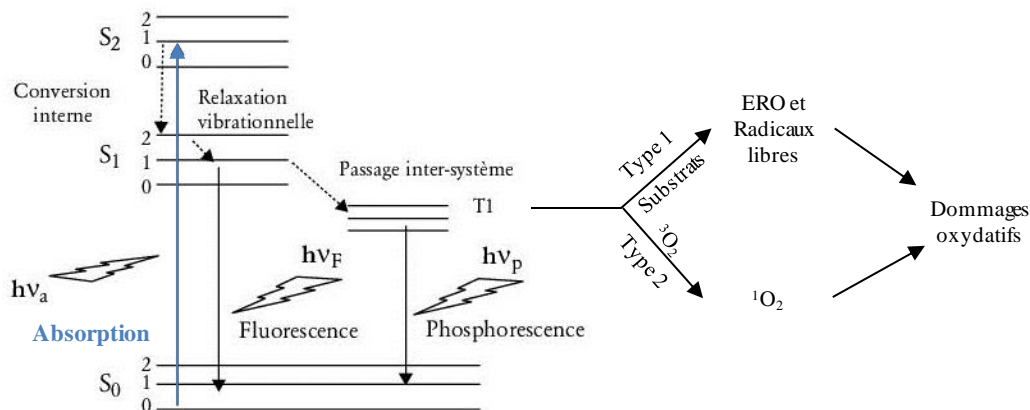 S2
2
1
0
Conversion
interne
Relaxation
vibrationnelle
S1
2
1
0
Passage inter-système
T1
hνa
Absorption
hνF
Fluorescence
hνp
Phosphorescence
S0
2
1
0
Type 1
Substrats
³O2
Type 2
ERO et
Radicaux
libres
¹O2
Dommages
oxydatifs